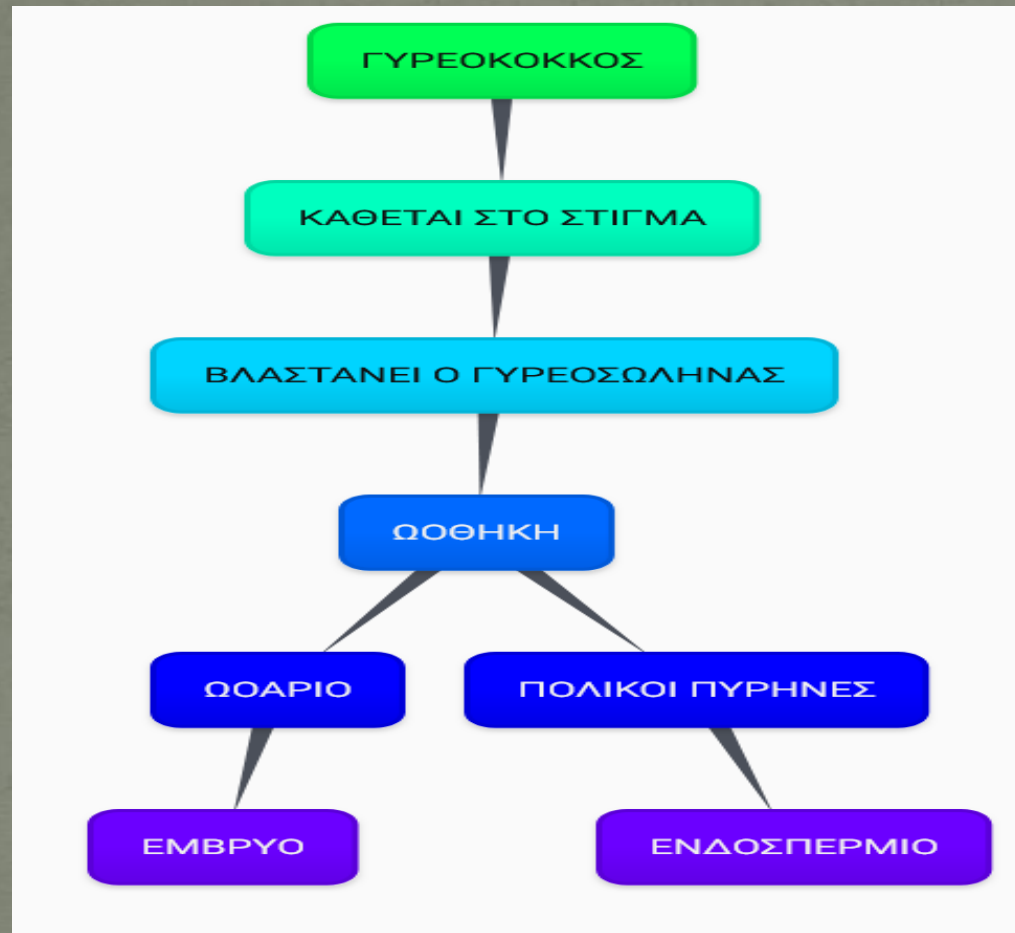 ΓΥΡΕΟΚΟΚΚΟΣ
ΚΑΘΕΤΑΙ ΣΤΟ ΣΤΙΓΜΑ
ΒΛΑΣΤΑΝΕΙ Ο ΓΥΡΕΟΣΩΛΗΝΑΣ
ΩΟΘΗΚΗ
ΩΟΑΡΙΟ
ΠΟΛΙΚΟΙ ΠΥΡΗΝΕΣ
ΕΜΒΡΥΟ
ΕΝΔΟΣΠΕΡΜΙΟ